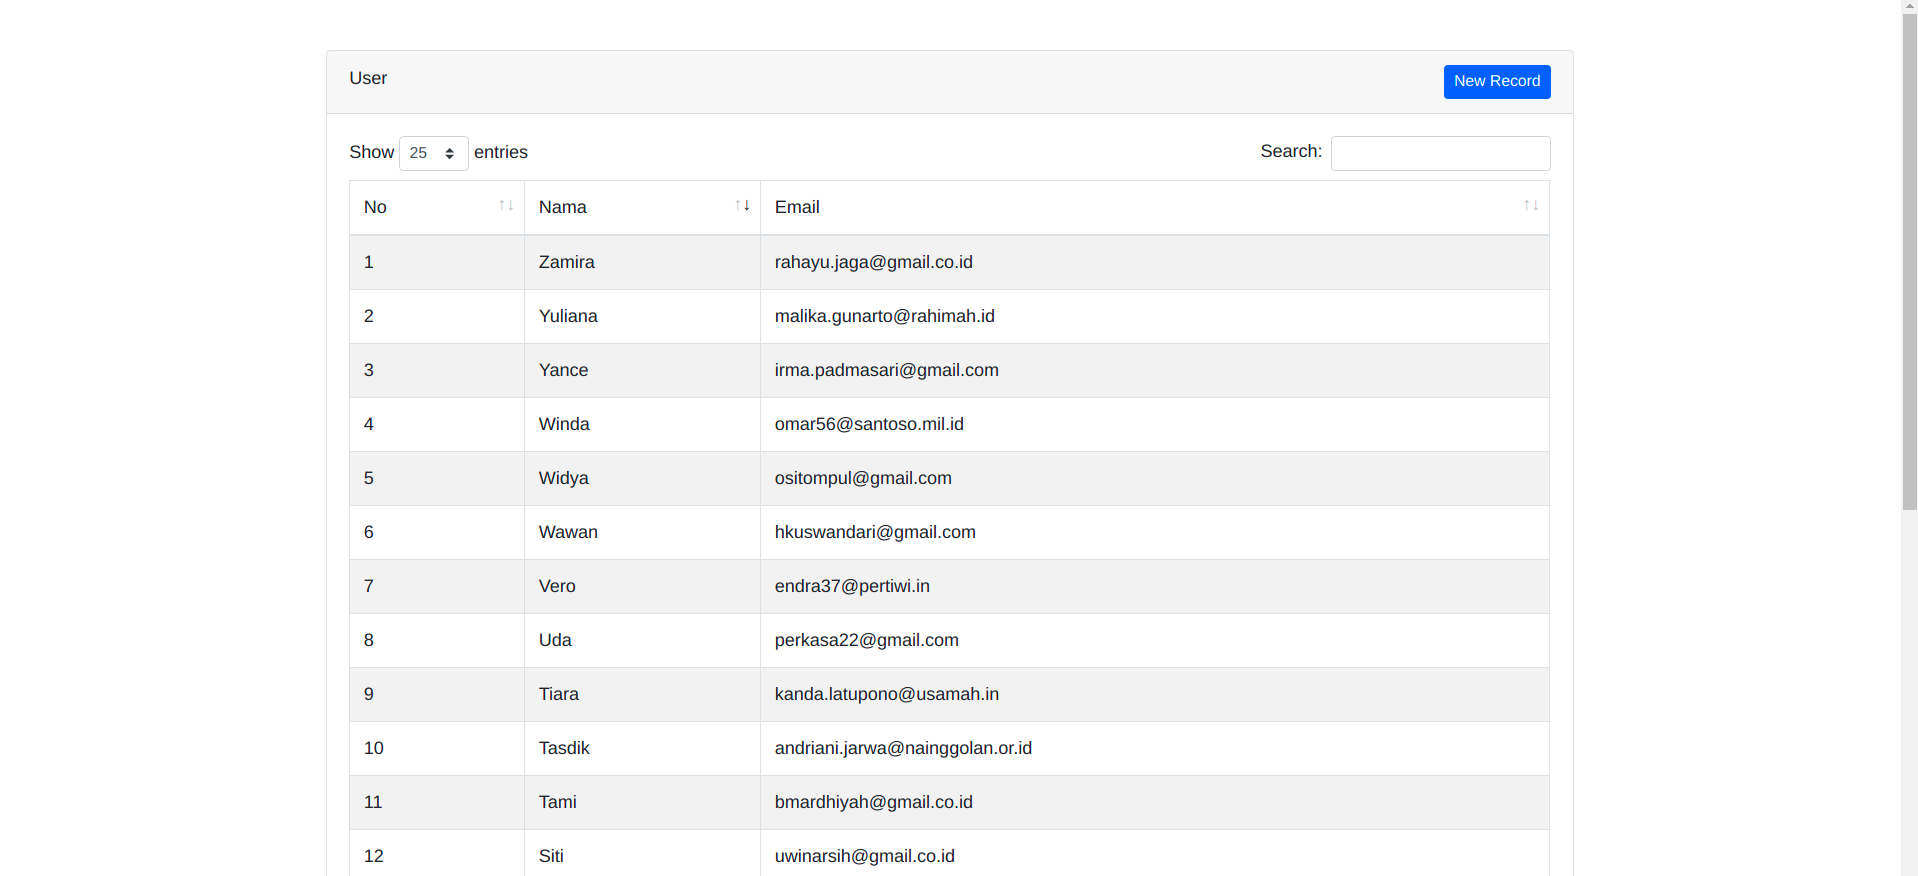 User
New Record
Show 25 entries
Search:
No Nama Email
1 Zamira rahayu.jaga@gmail.co.id
2 Yuliana malika.gunarto@rahimah.id
3 Yance irma.padmasari@gmail.com
4 Winda omar56@santoso.mil.id
5 Widya ositompul@gmail.com
6 Wawan hkuswandari@gmail.com
7 Vero endra37@pertiwi.in
8 Uda perkasa22@gmail.com
9 Tiara kanda.latupono@usamah.in
10 Tasdik andriani.jarwa@nainggolan.or.id
11 Tami bmardhiyah@gmail.co.id
12 Siti uwinarsih@gmail.co.id